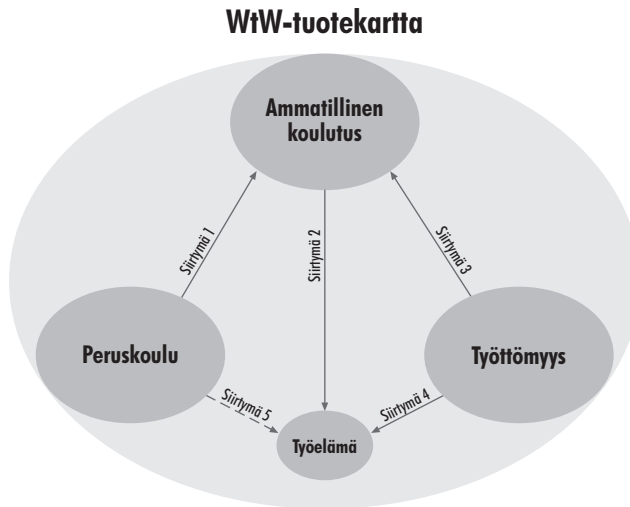 WtW-tuotekartta
Ammatillinen
koulutus
Siirtymä 1
Siirtymä 2
Siirtymä 3
Peruskoulu
Työttömyys
Siirtymä 5
Siirtymä 4
Työelämä